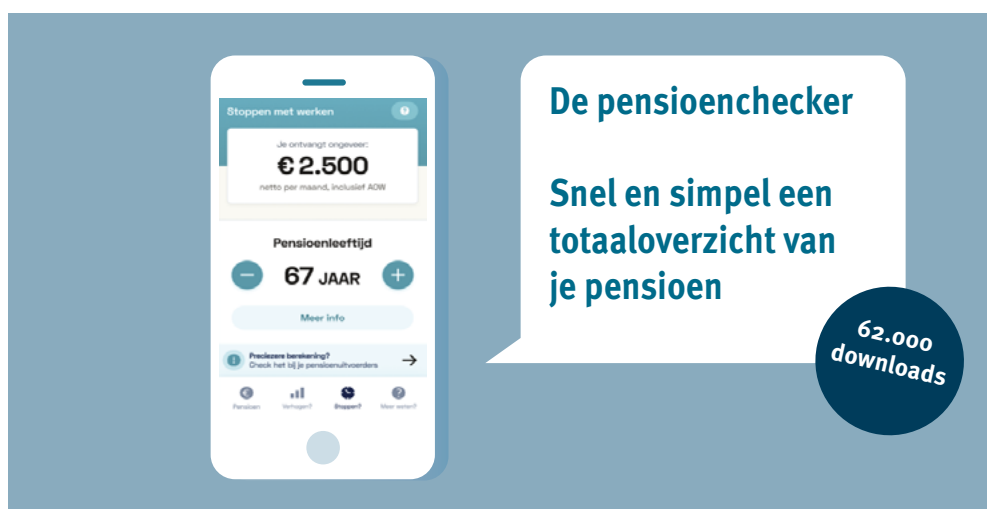 Stoppen met werken
Je ontvangt ongeveer:
€ 2.500
netto per maand, inclusief AOW
Pensioenleeftijd
67 JAAR
Meer info
Preciezere berekening?
Check het bij je pensioenuitvoerders
Pensioen Verhogen? Stoppen? Meer weten?
De pensioenchecker
Snel en simpel een
totaaloverzicht van
je pensioen
62.000
downloads